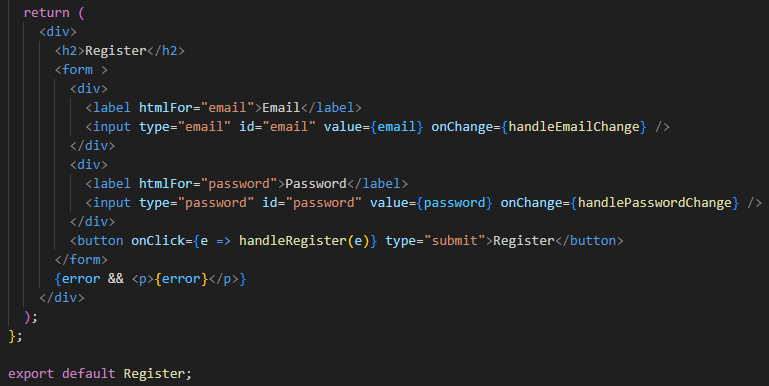 return (
<div>
<h2>Register</h2>
<form >
<div>
<label htmlFor="email">Email</label>
<input type="email" id="email" value={email} onChange={handleEmailChange} />
</div>
<div>
<label htmlFor="password">Password</label>
<input type="password" id="password" value={password} onChange={handlePasswordChange} />
</div>
<button onClick={e => handleRegister(e)} type="submit">Register</button>
</form>
{error && <p>{error}</p>}
</div>
);
};
export default Register;